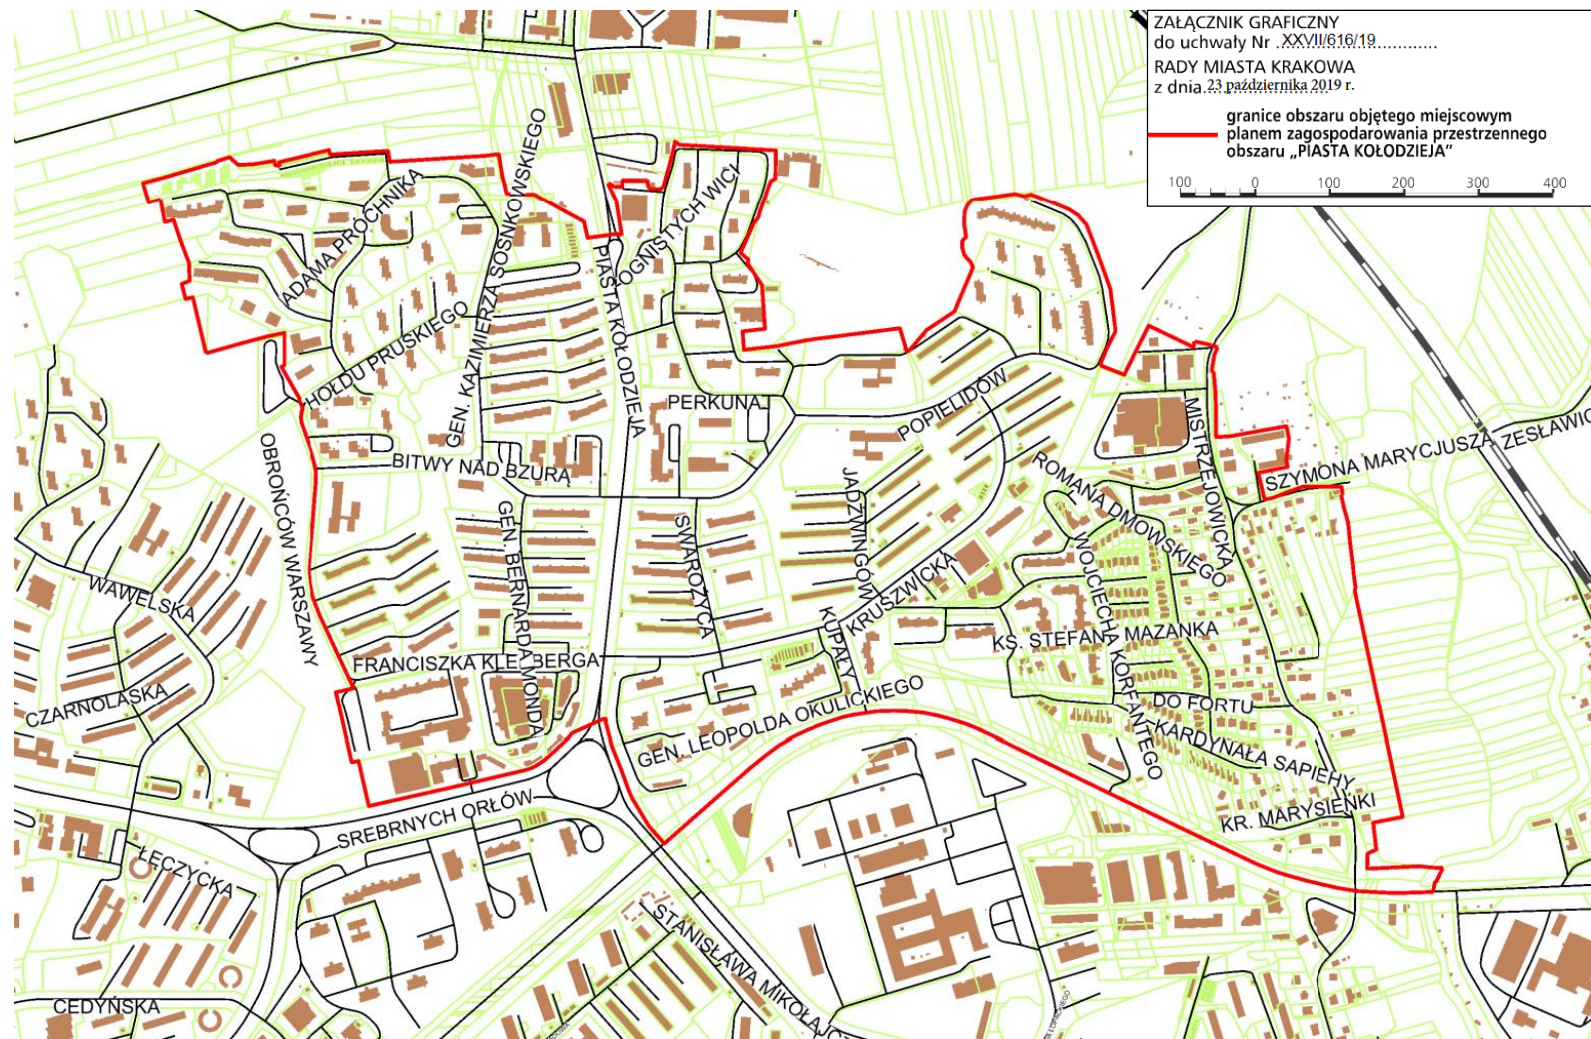 ZAŁĄCZNIK GRAFICZNY
do uchwały Nr .XXVII/616/19............
RADY MIASTA KRAKOWA
z dnia.23 października 2019 r.
granice obszaru objętego miejscowym
planem zagospodarowania przestrzennego
obszaru „PIASTA KOŁODZIEJA”
100 0 100 200 300 400
ADAMA PRÓCHNIKA
GEN. KAZIMIERZA SOSNKOWSKIEGO
OGNISTYCH WICI
PIASTA KOŁODZIEJA
HOŁDU PRUSKIEGO
PERKUNA
POPIELIDÓW
MISTRZEJOWICKA
OBROŃCÓW WARSZAWY
BITWY NAD BZURĄ
SZYMONA MARYCJUSZA
ZESŁAWIC
JADŹWINGÓW
ROMANA DMOWSKIEGO
GEN. BERNARDA MONDA
SWAROŻYCA
WOJCIECHA KORFANTEGO
KRUSZWICKA
WAWELSKA
KUPAŁY
KS. STEFANA MAZANKA
FRANCISZKA KLEEBERGA
CZARNOLASKA
GEN. LEOPOLDA OKULICKIEGO
DO FORTU
KARDYNAŁA SAPIEHY
KR. MARYSIEŃKI
SREBRNYCH ORŁÓW
ŁĘCZYCKA
STANISŁAWA MIKOŁAJC
CEDYŃSKA